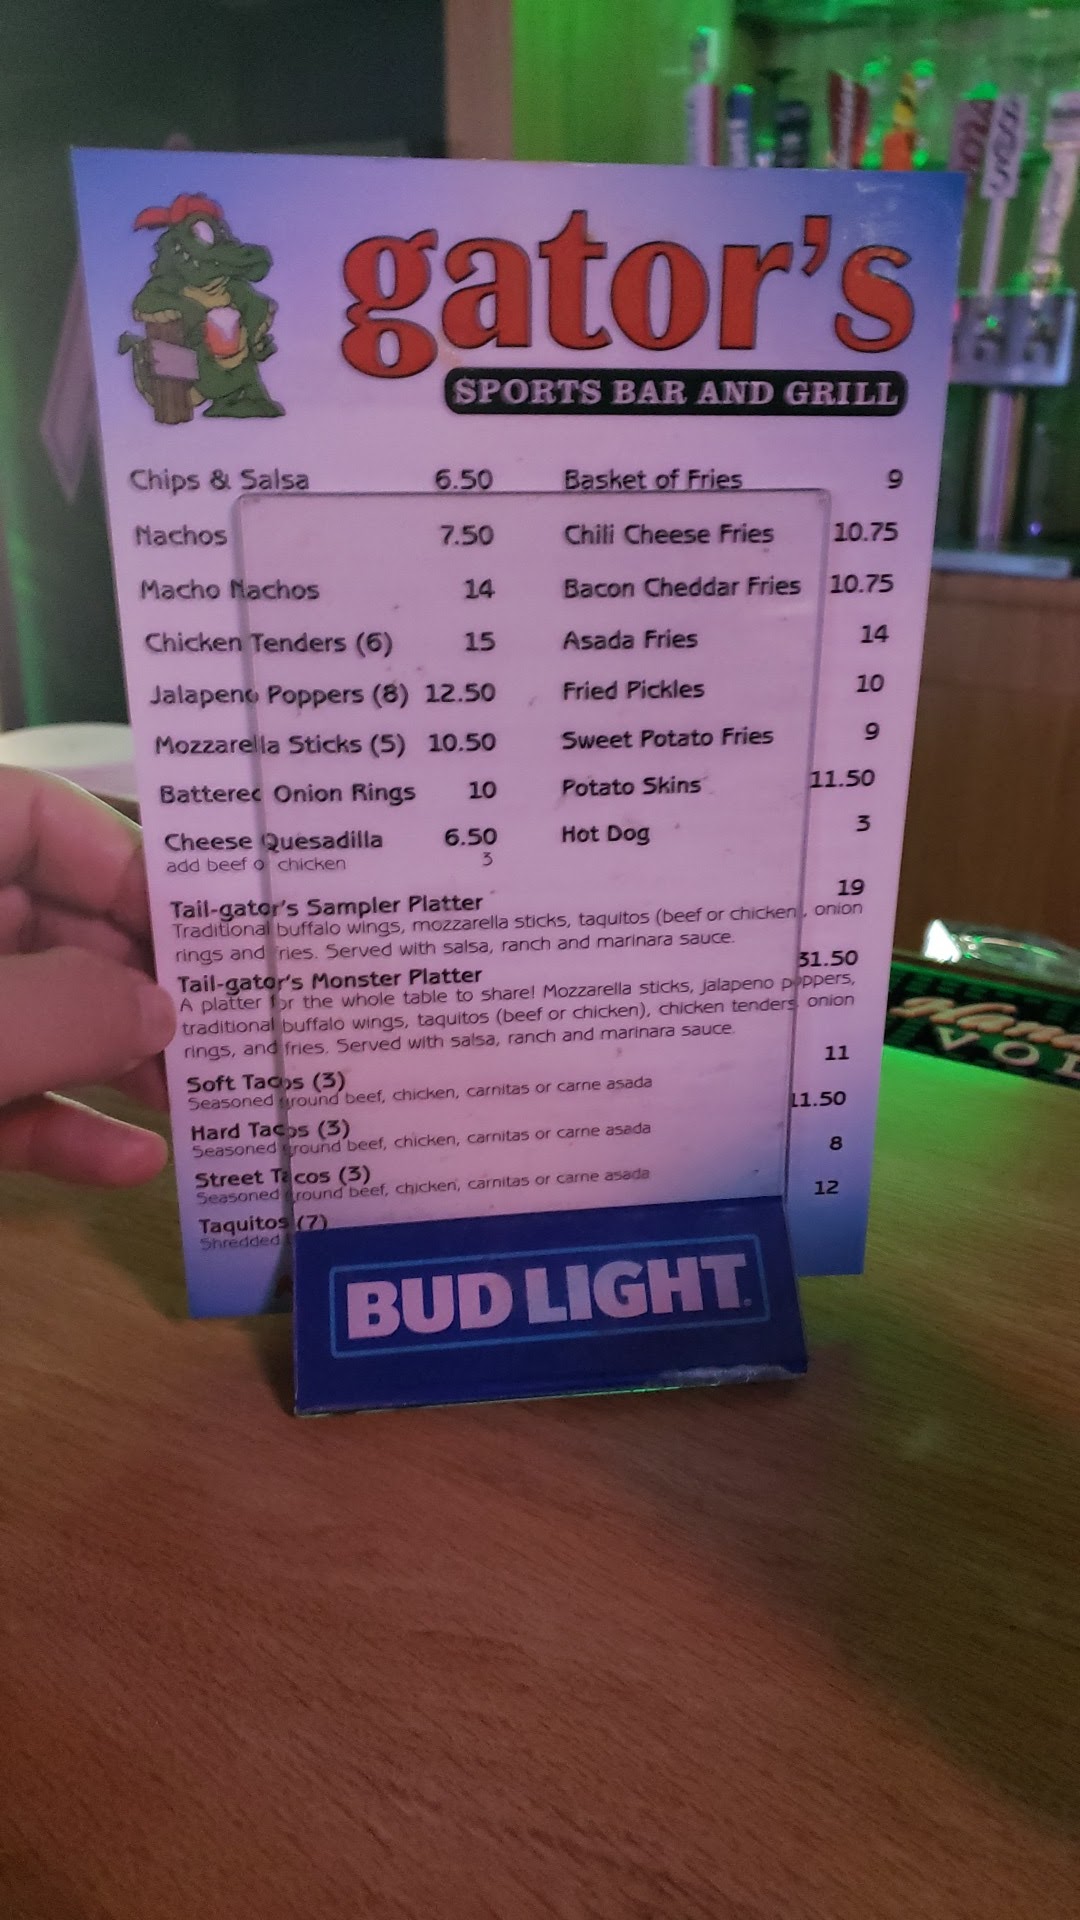 gator's
SPORTS BAR AND GRILL
Chips & Salsa 6.50
Nachos 7.50
Macho Nachos 14
Chicken Tenders (6) 15
Jalapeno Poppers (8) 12.50
Mozzarella Sticks (5) 10.50
Battered Onion Rings 10
Cheese Quesadilla 6.50
add beef or chicken 3
Basket of Fries 9
Chili Cheese Fries 10.75
Bacon Cheddar Fries 10.75
Asada Fries 14
Fried Pickles 10
Sweet Potato Fries 9
Potato Skins 11.50
Hot Dog 3
Tail-gator's Sampler Platter 19
Traditional buffalo wings, mozzarella sticks, taquitos (beef or chicken), onion
rings and fries. Served with salsa, ranch and marinara sauce.
Tail-gator's Monster Platter 31.50
A platter for the whole table to share! Mozzarella sticks, jalapeno poppers,
traditional buffalo wings, taquitos (beef or chicken), chicken tenders, onion
rings, and fries. Served with salsa, ranch and marinara sauce.
Soft Tacos (3) 11
Seasoned ground beef, chicken, carnitas or carne asada
Hard Tacos (3) 11.50
Seasoned ground beef, chicken, carnitas or carne asada
Street Tacos (3) 8
Seasoned ground beef, chicken, carnitas or carne asada
Taquitos (7) 12
Shredded
BUD LIGHT